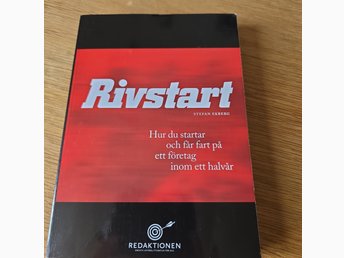 Rivstart
STEFAN EKBERG
Hur du startar
och får fart på
ett företag
inom ett halvår
REDAKTIONEN